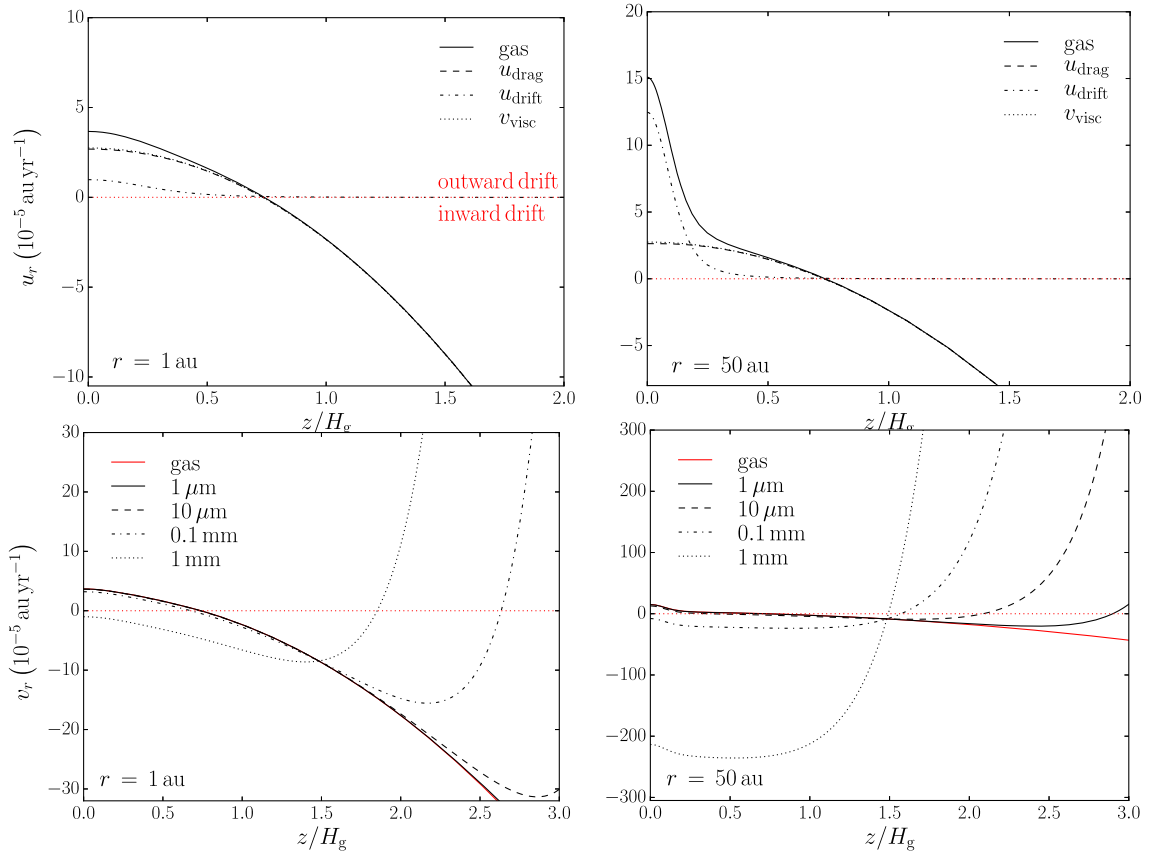 10
5
0
−5
−10
0.0 0.5 1.0 1.5 2.0
u_r (10⁻⁵ au yr⁻¹)
gas
u_drag
u_drift
v_visc
outward drift
inward drift
r = 1 au
z/H_g
20
15
10
5
0
−5
0.0 0.5 1.0 1.5 2.0
gas
u_drag
u_drift
v_visc
r = 50 au
z/H_g
30
20
10
0
−10
−20
−30
0.0 0.5 1.0 1.5 2.0 2.5 3.0
v_r (10⁻⁵ au yr⁻¹)
gas
1 μm
10 μm
0.1 mm
1 mm
r = 1 au
z/H_g
300
200
100
0
−100
−200
−300
0.0 0.5 1.0 1.5 2.0 2.5 3.0
gas
1 μm
10 μm
0.1 mm
1 mm
r = 50 au
z/H_g